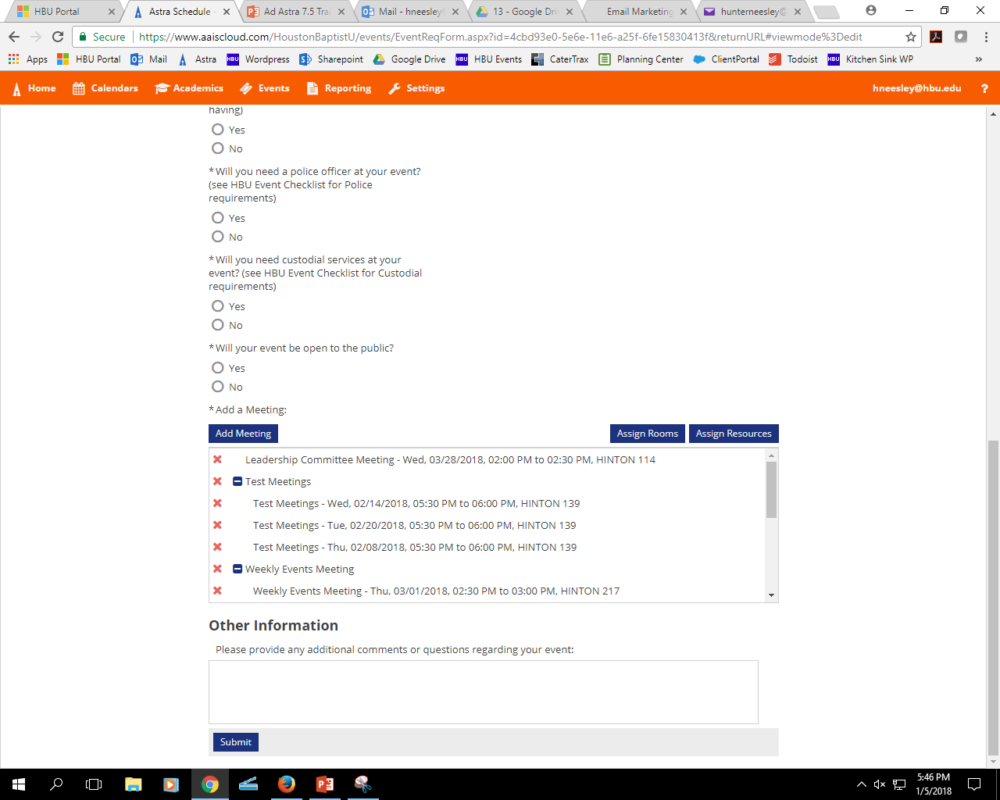 HBU Portal
Astra Schedule -
Ad Astra 7.5 Trai
Mail - hneesley@
13 - Google Dri
Email Marketing
hunterneesley@
Secure
https://www.aaiscloud.com/HoustonBaptistU/events/EventReqForm.aspx?id=4cbd93e0-5e6e-11e6-a25f-6fe15830413f&returnURL#viewmode%3Dedit
Apps
HBU Portal
Mail
Astra
HBU
Wordpress
Sharepoint
Google Drive
HBU
HBU Events
CaterTrax
Planning Center
ClientPortal
Todoist
HBU
Kitchen Sink WP
»
Home
Calendars
Academics
Events
Reporting
Settings
hneesley@hbu.edu
?
having)
Yes
No
*Will you need a police officer at your event?
(see HBU Event Checklist for Police
requirements)
Yes
No
*Will you need custodial services at your
event? (see HBU Event Checklist for Custodial
requirements)
Yes
No
*Will your event be open to the public?
Yes
No
*Add a Meeting:
Add Meeting
Assign Rooms
Assign Resources
Leadership Committee Meeting - Wed, 03/28/2018, 02:00 PM to 02:30 PM, HINTON 114
Test Meetings
Test Meetings - Wed, 02/14/2018, 05:30 PM to 06:00 PM, HINTON 139
Test Meetings - Tue, 02/20/2018, 05:30 PM to 06:00 PM, HINTON 139
Test Meetings - Thu, 02/08/2018, 05:30 PM to 06:00 PM, HINTON 139
Weekly Events Meeting
Weekly Events Meeting - Thu, 03/01/2018, 02:30 PM to 03:00 PM, HINTON 217
Other Information
Please provide any additional comments or questions regarding your event:
Submit
5:46 PM
1/5/2018